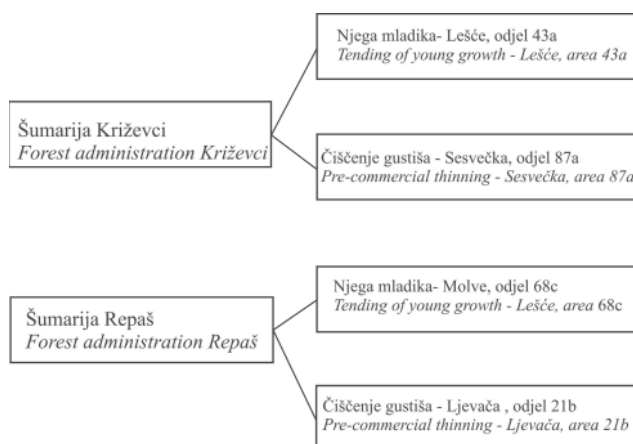 Njega mladika- Lešće, odjel 43a
Tending of young growth - Lešće, area 43a
Šumarija Križevci
Forest administration Križevci
Čiščenje gustiša - Sesvečka, odjel 87a
Pre-commercial thinning - Sesvečka, area 87a
Njega mladika- Molve, odjel 68c
Tending of young growth - Lešće, area 68c
Šumarija Repaš
Forest administration Repaš
Čiščenje gustiša - Ljevača , odjel 21b
Pre-commercial thinning - Ljevača, area 21b